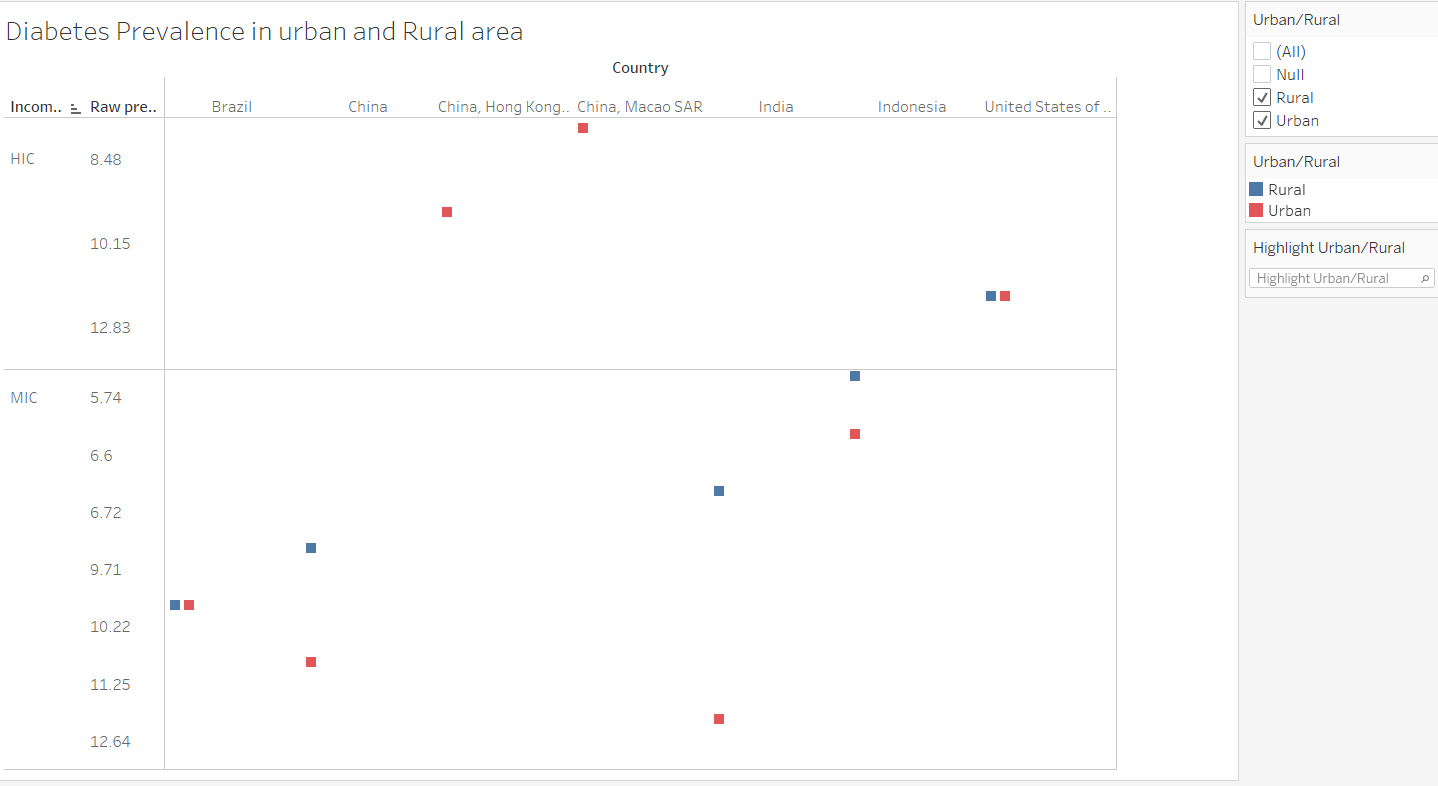 Diabetes Prevalence in urban and Rural area
Country
Incom.. Raw pre.. Brazil China China, Hong Kong.. China, Macao SAR India Indonesia United States of ..
HIC 8.48
10.15
12.83
MIC 5.74
6.6
6.72
9.71
10.22
11.25
12.64
Urban/Rural
(All)
Null
Rural
Urban
Urban/Rural
Rural
Urban
Highlight Urban/Rural
Highlight Urban/Rural